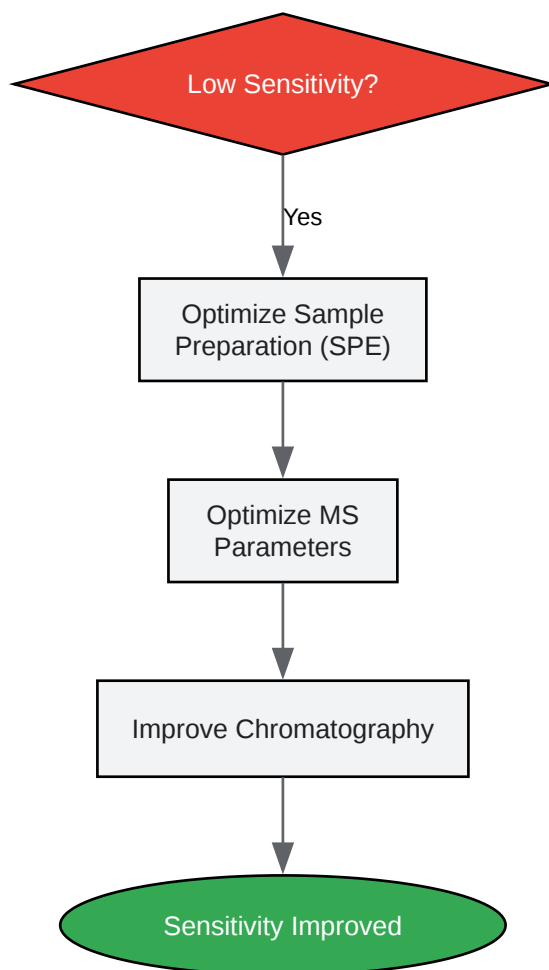 Low Sensitivity?
Yes
Optimize Sample
Preparation (SPE)
Optimize MS
Parameters
Improve Chromatography
Sensitivity Improved